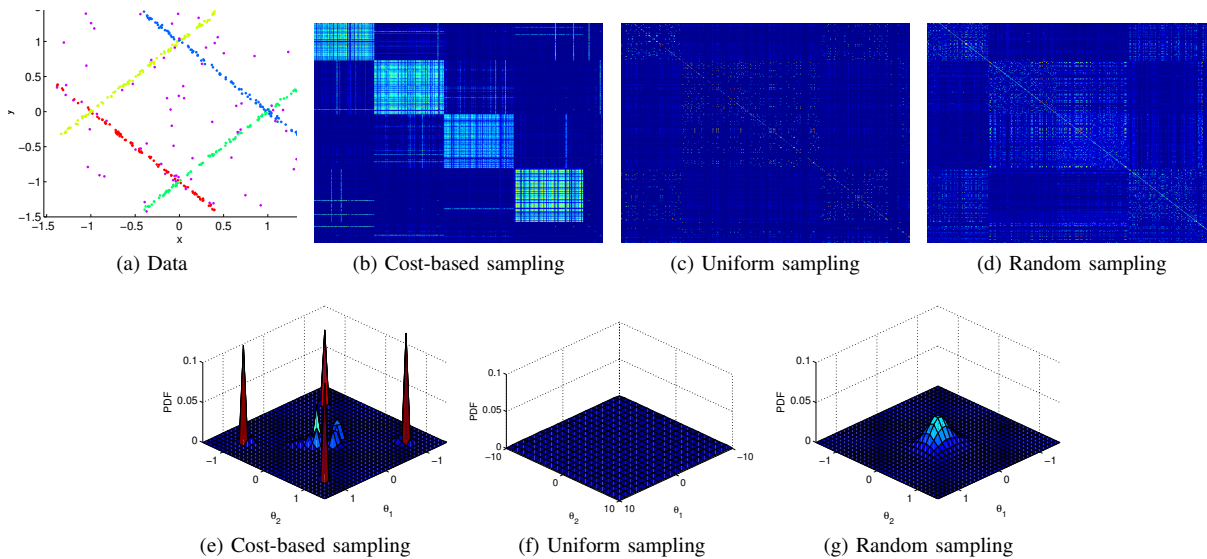 1
0.5
0
−0.5
−1
−1.5
y
−1.5 −1 −0.5 0 0.5 1
x
(a) Data
(b) Cost-based sampling
(c) Uniform sampling
(d) Random sampling
0.1
0.05
0
PDF
−1
0
1
θ2
1
0
−1
θ1
(e) Cost-based sampling
0.1
0.05
0
PDF
−10
0
10
θ2
10
0
−10
θ1
(f) Uniform sampling
0.1
0.05
0
PDF
−1
0
1
θ2
1
0
−1
θ1
(g) Random sampling